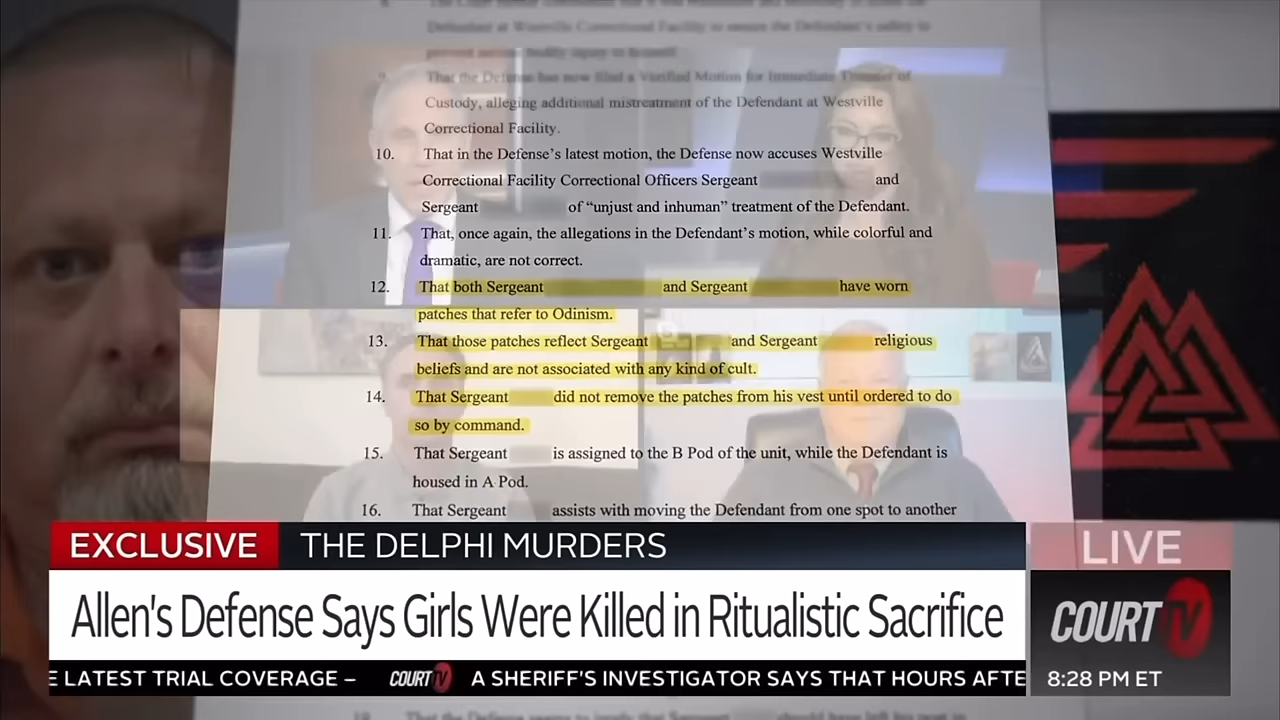 Defendant at Westville Correctional Facility to ensure the Defendant's safety to
prevent serious bodily injury to himself.
9. That the Defense has now filed a Verified Motion for Immediate Transfer of
Custody, alleging additional mistreatment of the Defendant at Westville
Correctional Facility.
10. That in the Defense's latest motion, the Defense now accuses Westville
Correctional Facility Correctional Officers Sergeant and
Sergeant of “unjust and inhuman” treatment of the Defendant.
11. That, once again, the allegations in the Defendant's motion, while colorful and
dramatic, are not correct.
12. That both Sergeant and Sergeant have worn
patches that refer to Odinism.
13. That those patches reflect Sergeant and Sergeant religious
beliefs and are not associated with any kind of cult.
14. That Sergeant did not remove the patches from his vest until ordered to do
so by command.
15. That Sergeant is assigned to the B Pod of the unit, while the Defendant is
housed in A Pod.
16. That Sergeant assists with moving the Defendant from one spot to another
EXCLUSIVE THE DELPHI MURDERS
LIVE
Allen's Defense Says Girls Were Killed in Ritualistic Sacrifice
COURT TV
E LATEST TRIAL COVERAGE – COURT TV A SHERIFF'S INVESTIGATOR SAYS THAT HOURS AFTE
8:28 PM ET